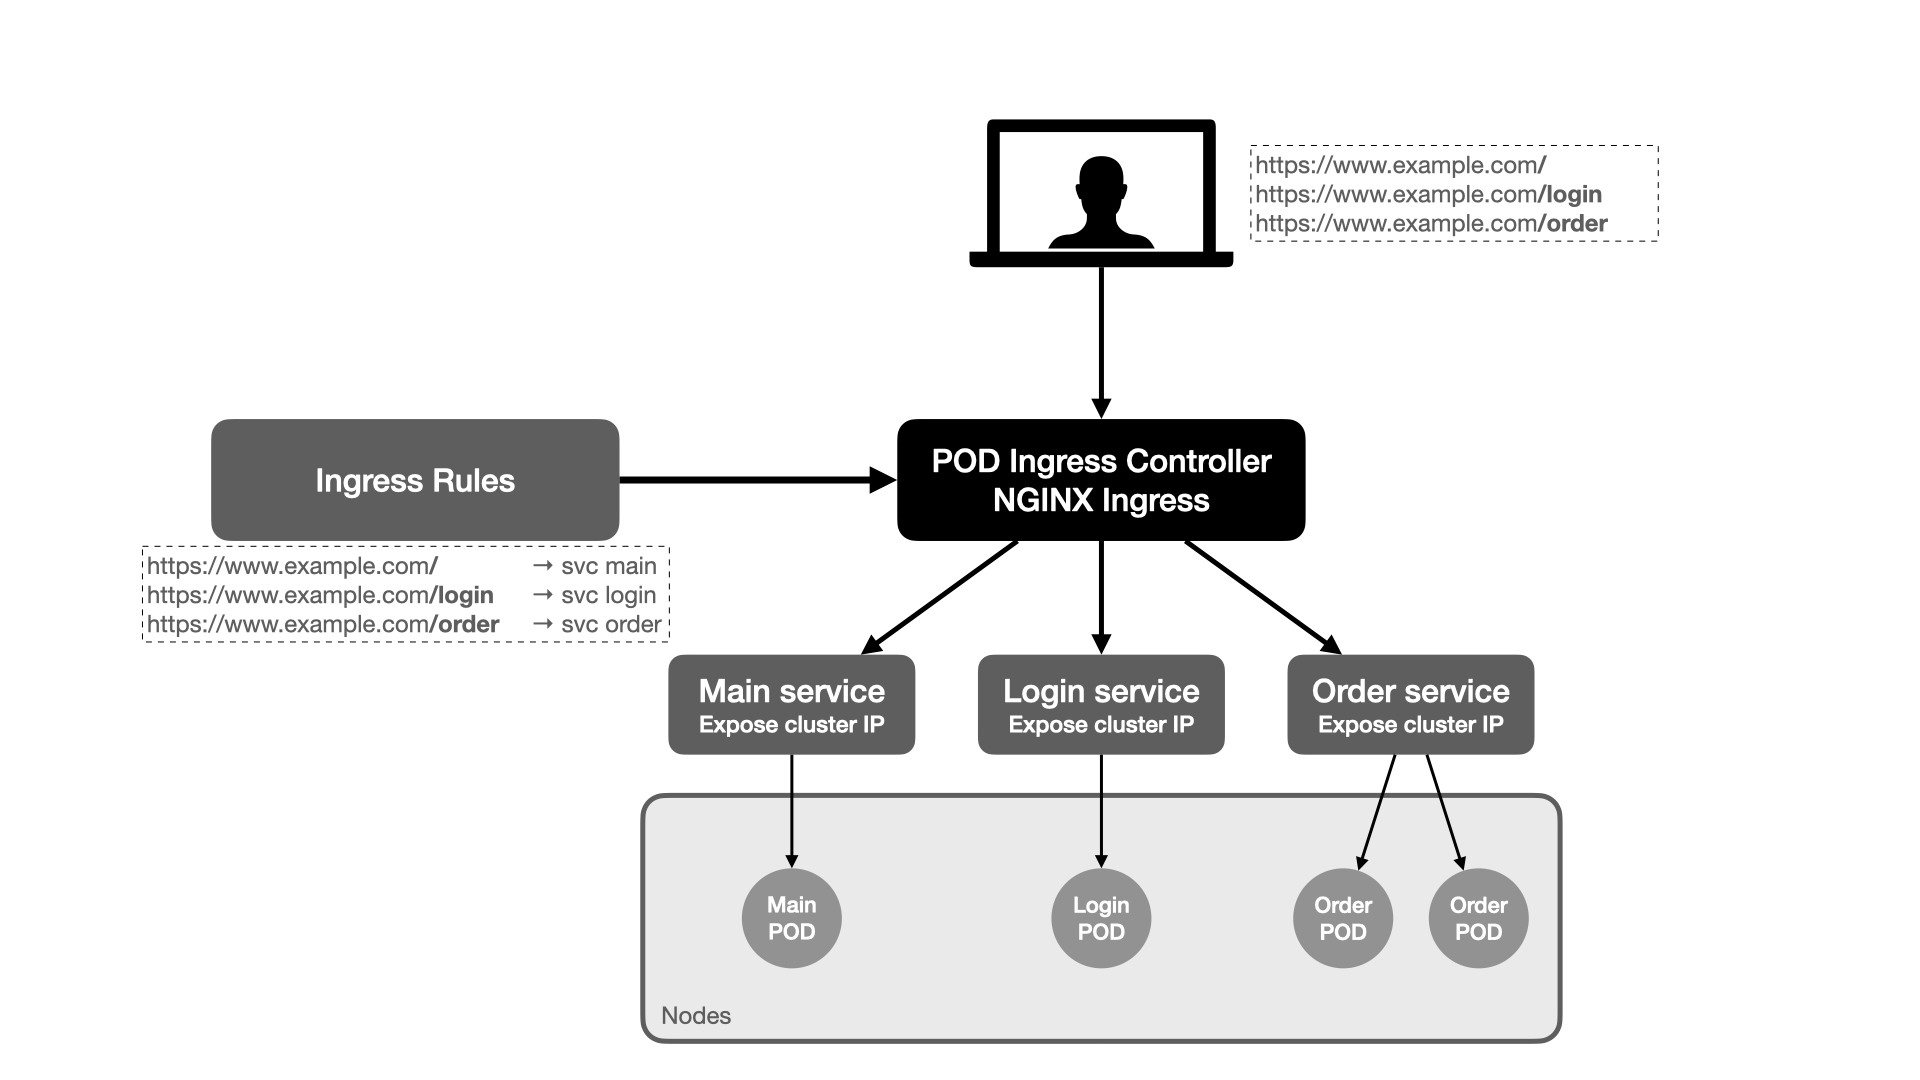 https://www.example.com/
https://www.example.com/login
https://www.example.com/order
Ingress Rules
POD Ingress Controller
NGINX Ingress
https://www.example.com/ → svc main
https://www.example.com/login → svc login
https://www.example.com/order → svc order
Main service
Expose cluster IP
Login service
Expose cluster IP
Order service
Expose cluster IP
Main
POD
Login
POD
Order
POD
Order
POD
Nodes